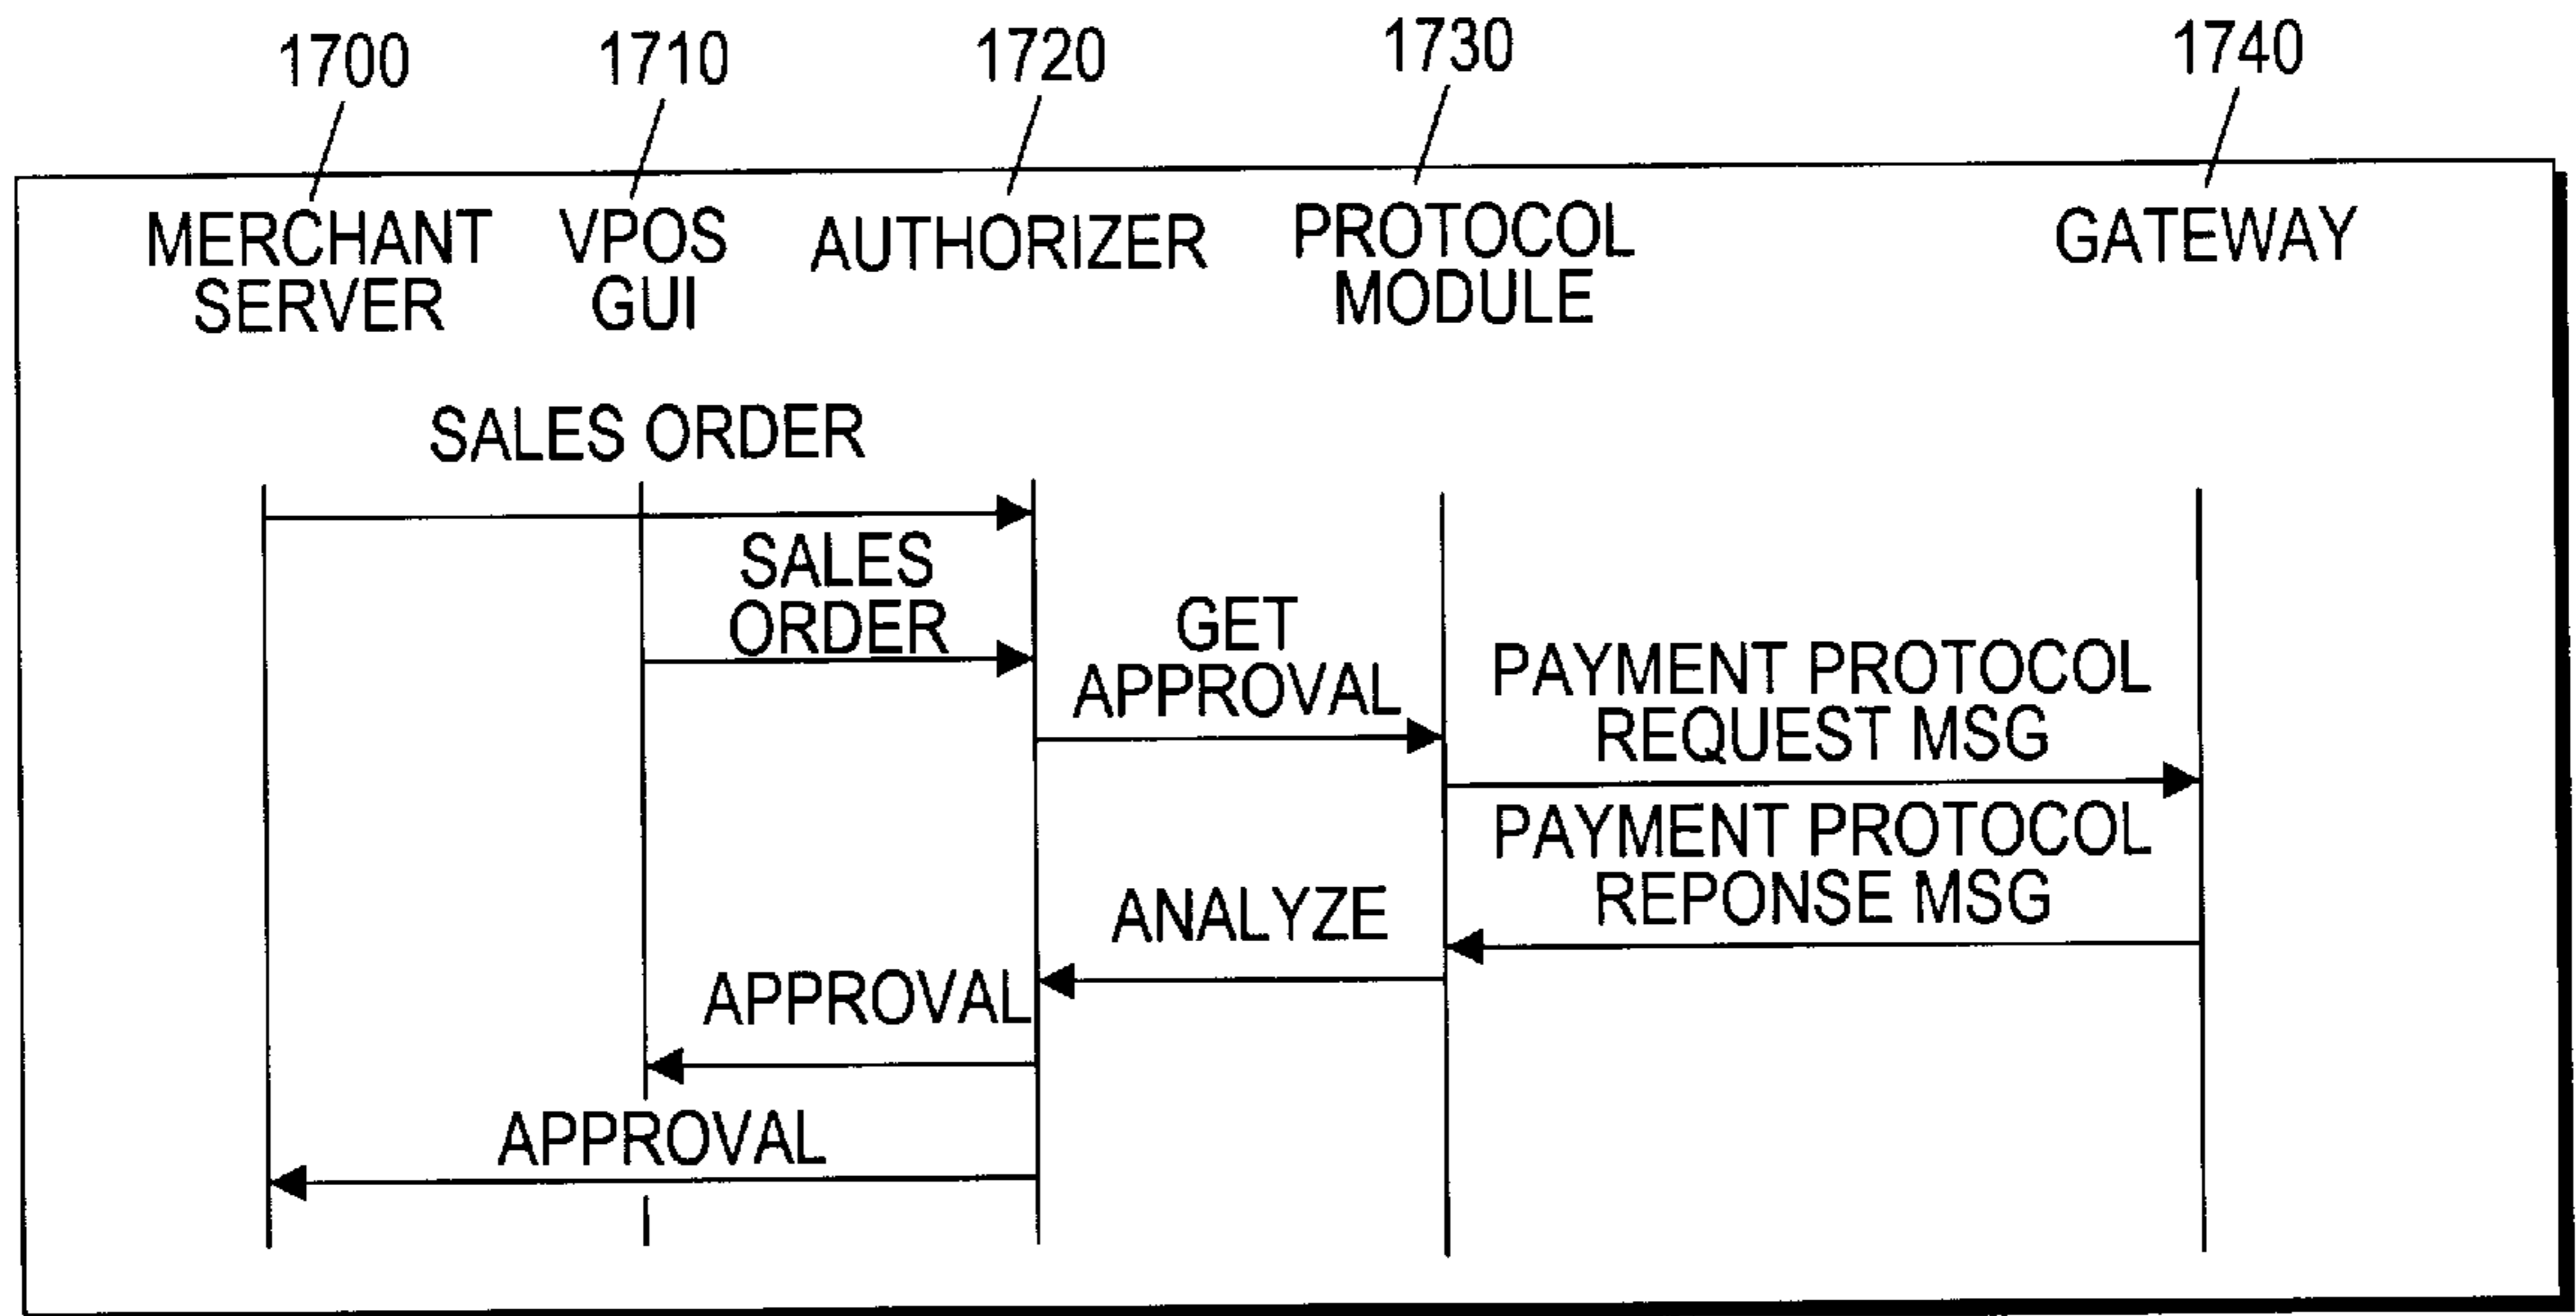 1700 1710 1720 1730 1740
MERCHANT
SERVER
VPOS
GUI
AUTHORIZER
PROTOCOL
MODULE
GATEWAY
SALES ORDER
SALES
ORDER
GET
APPROVAL
PAYMENT PROTOCOL
REQUEST MSG
PAYMENT PROTOCOL
REPONSE MSG
ANALYZE
APPROVAL
APPROVAL